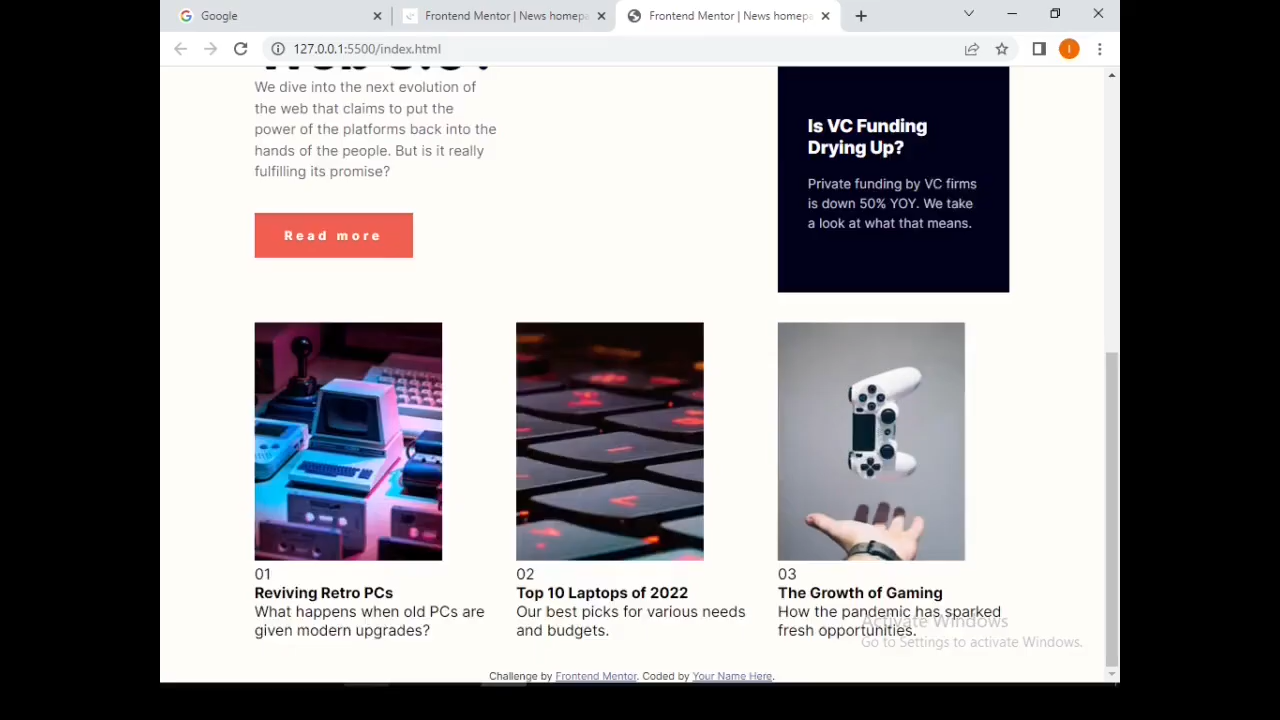 Google
Frontend Mentor | News homepa
Frontend Mentor | News homepa
127.0.0.1:5500/index.html
We dive into the next evolution of
the web that claims to put the
power of the platforms back into the
hands of the people. But is it really
fulfilling its promise?
Read more
Is VC Funding
Drying Up?
Private funding by VC firms
is down 50% YOY. We take
a look at what that means.
01
Reviving Retro PCs
What happens when old PCs are
given modern upgrades?
02
Top 10 Laptops of 2022
Our best picks for various needs
and budgets.
03
The Growth of Gaming
How the pandemic has sparked
fresh opportunities.
Activate Windows
Go to Settings to activate Windows.
Challenge by Frontend Mentor. Coded by Your Name Here.